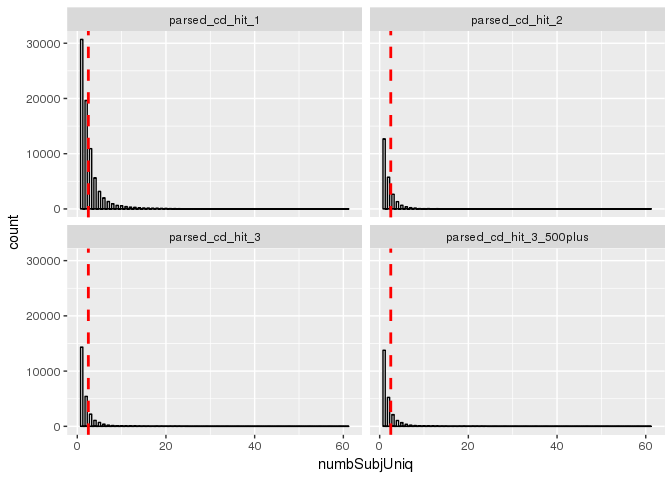 parsed_cd_hit_1
parsed_cd_hit_2
30000
20000
10000
0
parsed_cd_hit_3
parsed_cd_hit_3_500plus
30000
20000
10000
0
0
20
40
60
0
20
40
60
numbSubjUniq
count